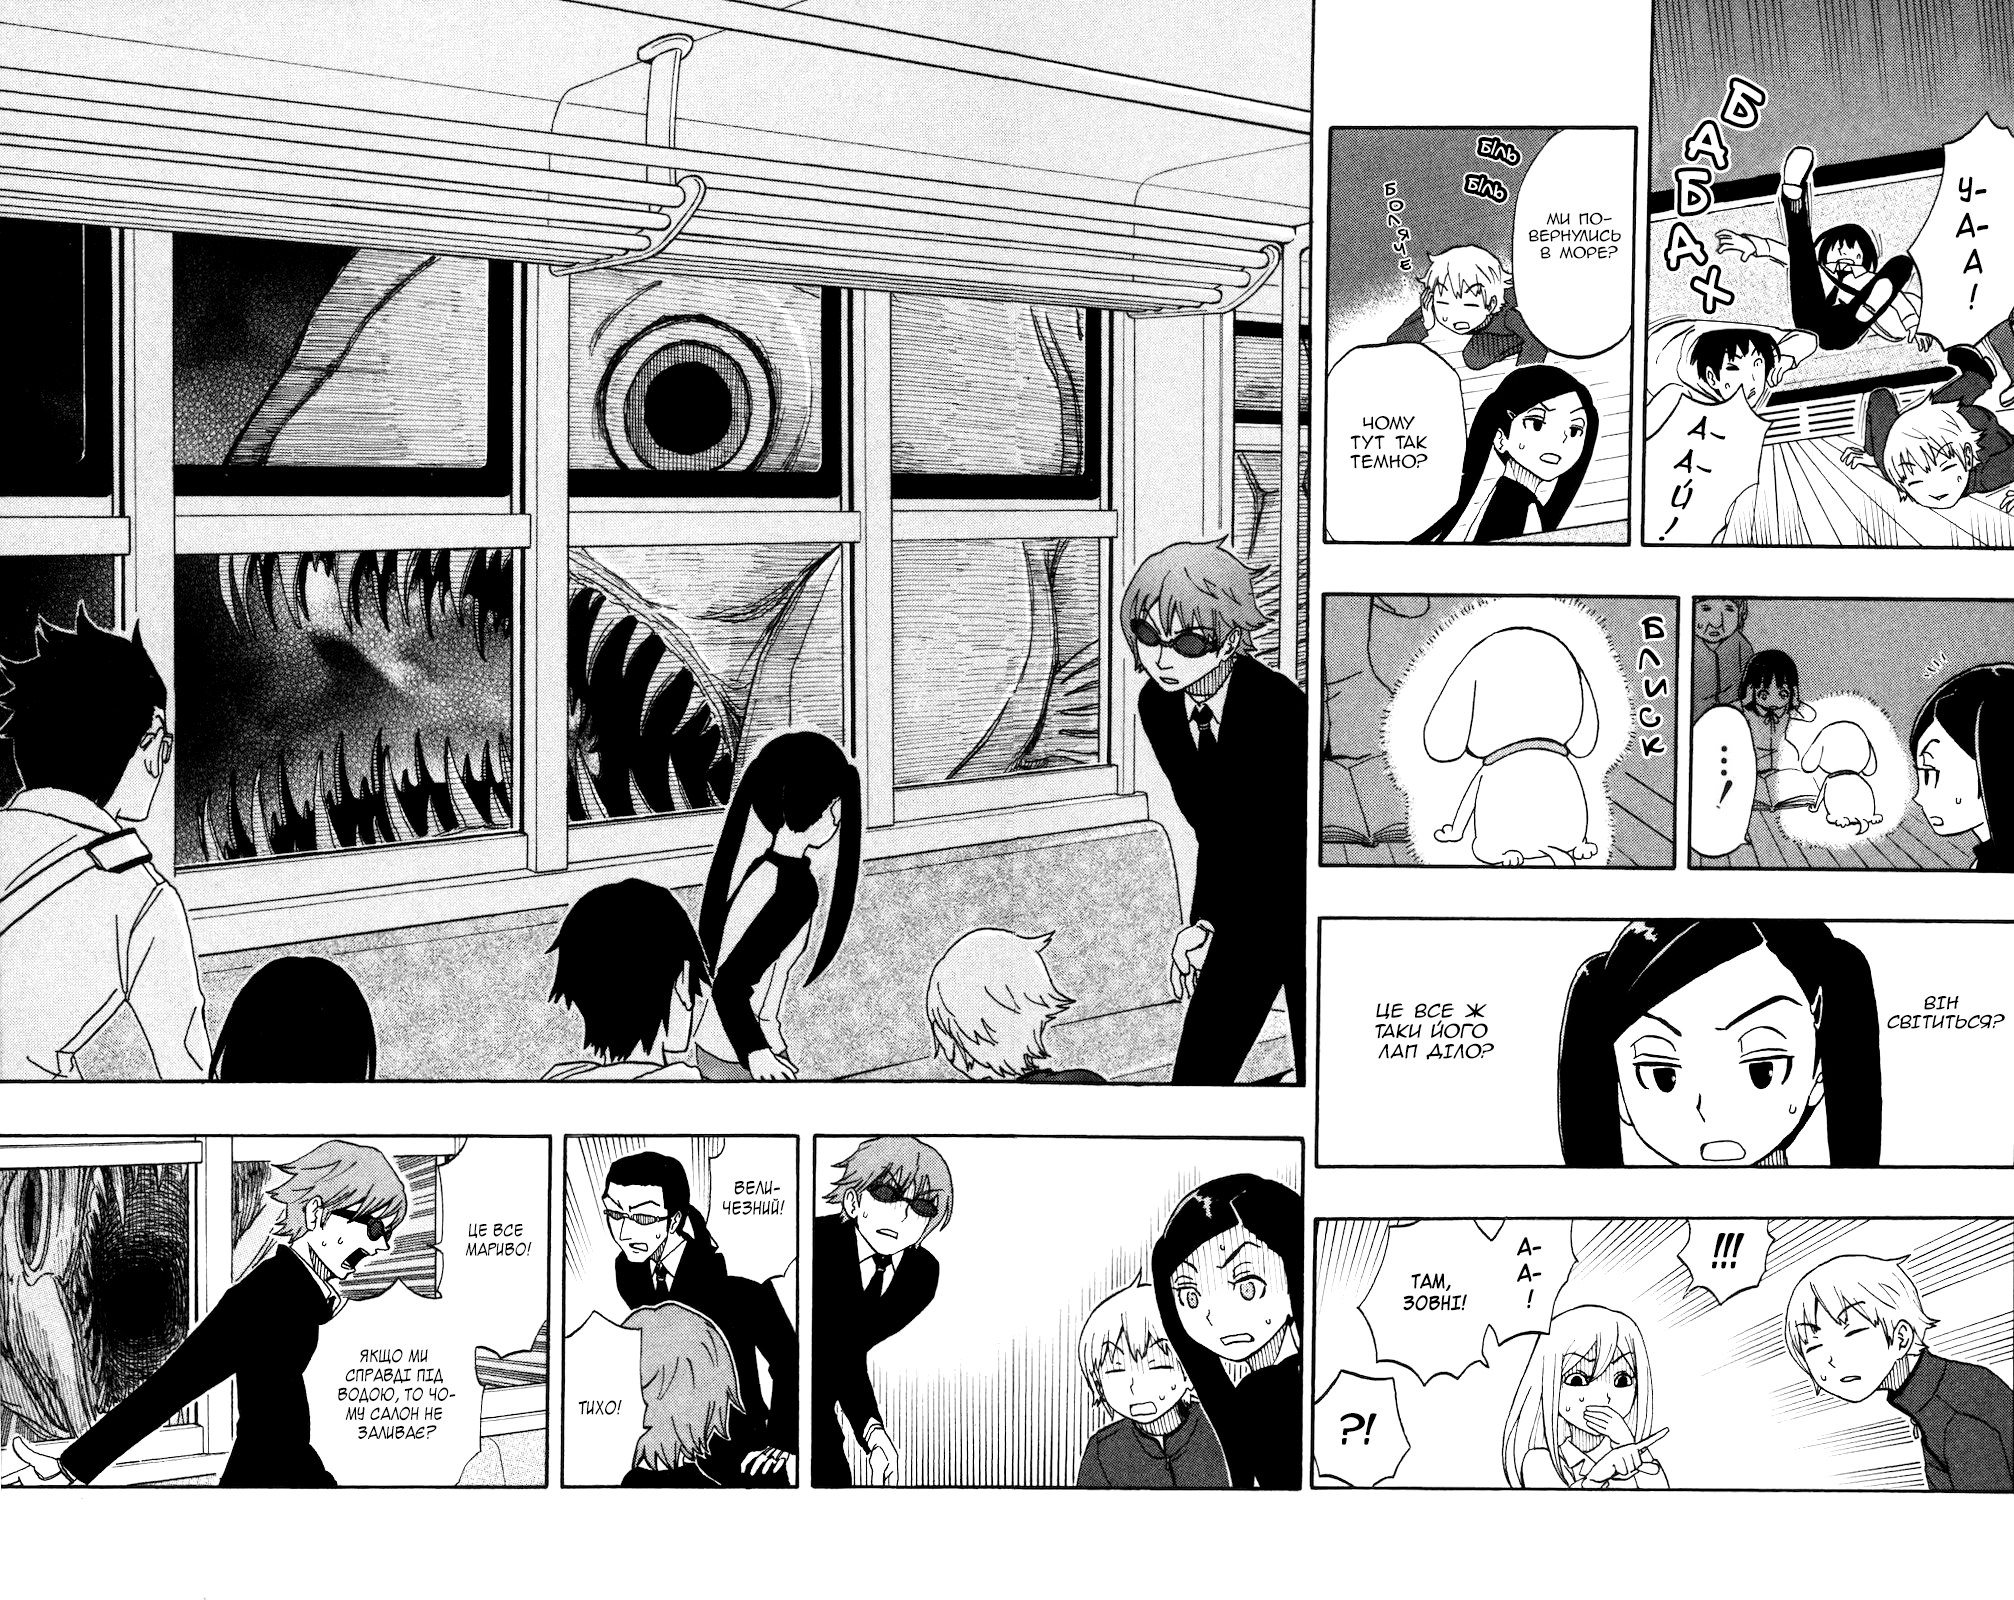 У-
А-
А!
БАБАХ
А-
А-Й!
БІЛЬ
БІЛЬ
БОЛЯЧЕ
МИ ПО-
ВЕРНУЛИСЬ
В МОРЕ?
ЧОМУ
ТУТ ТАК
ТЕМНО?
...!
БЛИСК
ВІН
СВІТИТЬСЯ?
ЦЕ ВСЕ Ж
ТАКИ ЙОГО
ЛАП ДІЛО?
!!!
А-
А-
!
ТАМ,
ЗОВНІ!
?!
ВЕЛИ-
ЧЕЗНИЙ!
ТИХО!
ЦЕ ВСЕ
МАРИВО!
ЯКЩО МИ
СПРАВДІ ПІД
ВОДОЮ, ТО ЧО-
МУ САЛОН НЕ
ЗАЛИВАЄ?